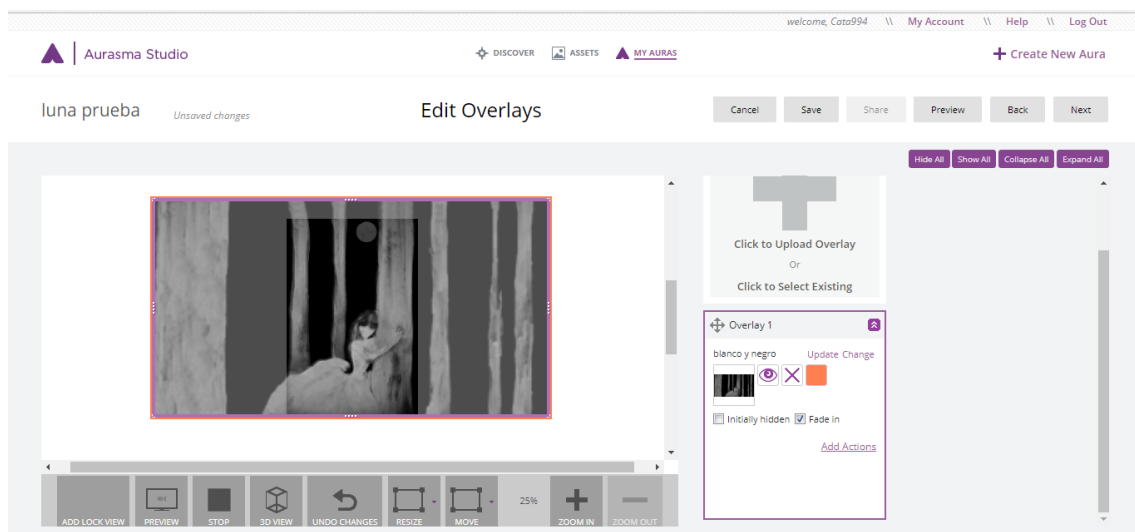 welcome, Cata994 \\ My Account \\ Help \\ Log Out
Aurasma Studio
DISCOVER ASSETS MY AURAS
Create New Aura
luna prueba Unsaved changes
Edit Overlays
Cancel Save Share Preview Back Next
Hide All Show All Collapse All Expand All
Click to Upload Overlay
Or
Click to Select Existing
Overlay 1
blanco y negro Update Change
Initially hidden Fade in
Add Actions
25%
ADD LOCK VIEW PREVIEW STOP 3D VIEW UNDO CHANGES RESIZE MOVE ZOOM IN ZOOM OUT